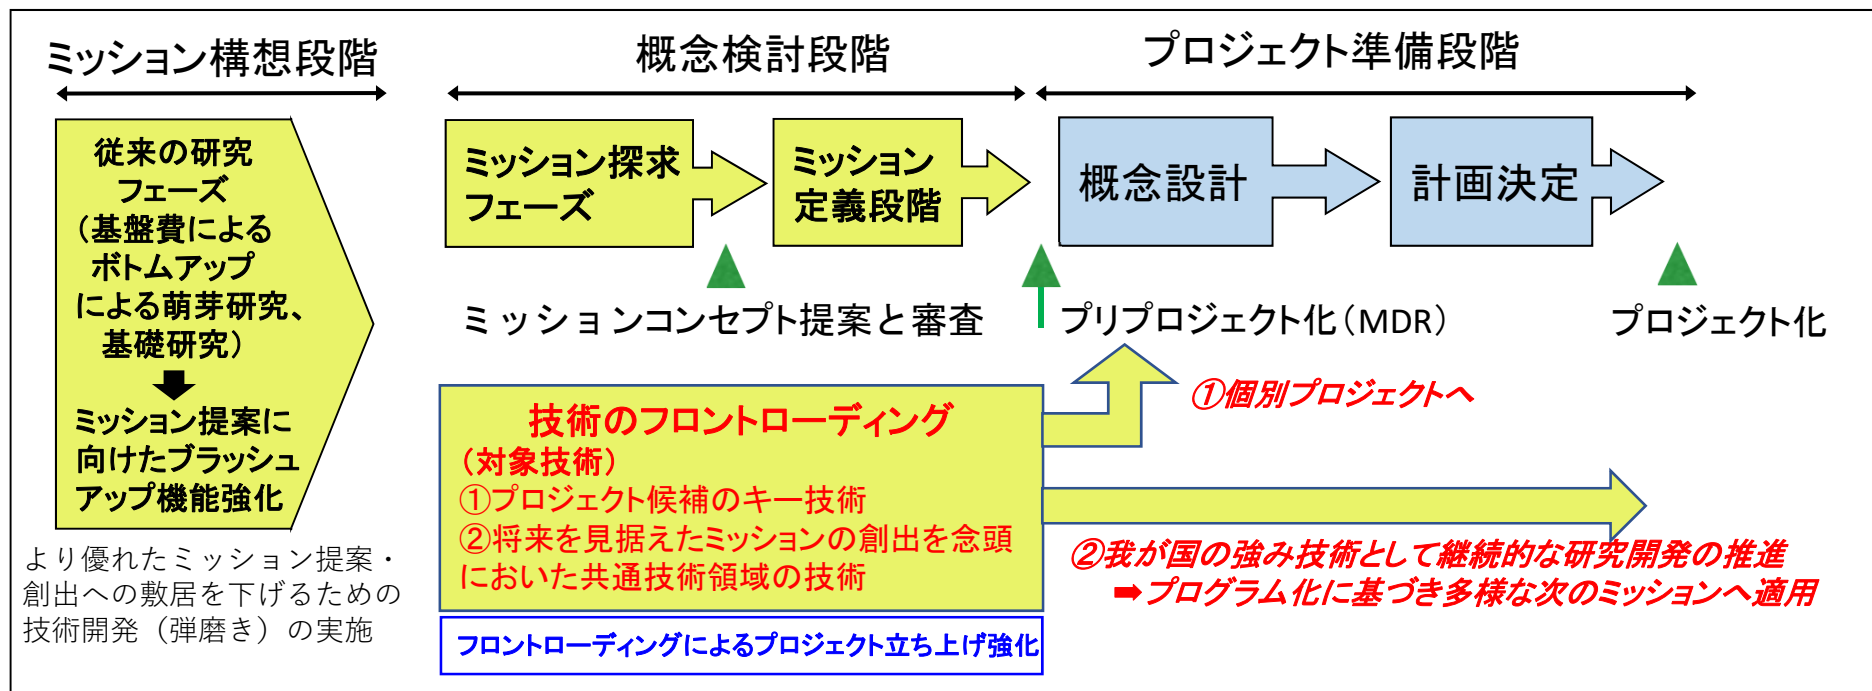 ミッション構想段階
概念検討段階
プロジェクト準備段階
従来の研究
フェーズ
（基盤費による
ボトムアップ
による萌芽研究、
基礎研究）
ミッション提案に
向けたブラッシュ
アップ機能強化
より優れたミッション提案・
創出への敷居を下げるための
技術開発（弾磨き）の実施
ミッション探求
フェーズ
ミッション
定義段階
概念設計
計画決定
ミッションコンセプト提案と審査
プリプロジェクト化（MDR）
プロジェクト化
技術のフロントローディング
（対象技術）
①プロジェクト候補のキー技術
②将来を見据えたミッションの創出を念頭
においた共通技術領域の技術
フロントローディングによるプロジェクト立ち上げ強化
①個別プロジェクトへ
②我が国の強み技術として継続的な研究開発の推進
➡プログラム化に基づき多様な次のミッションへ適用